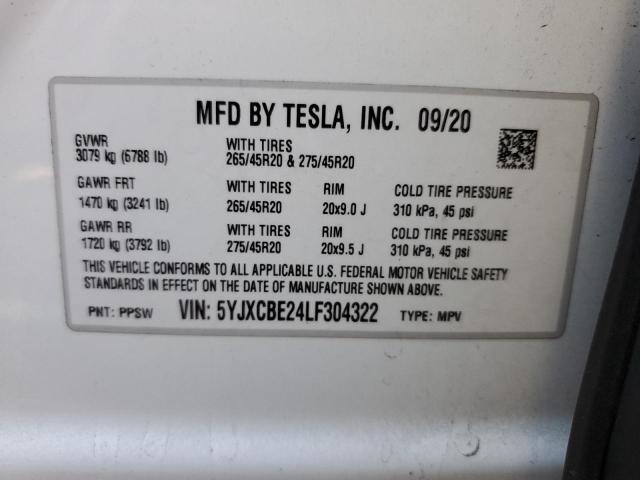 MFD BY TESLA, INC. 09/20
GVWR WITH TIRES
3079 kg (6788 lb) 265/45R20 & 275/45R20
GAWR FRT WITH TIRES RIM COLD TIRE PRESSURE
1470 kg (3241 lb) 265/45R20 20x9.0 J 310 kPa, 45 psi
GAWR RR WITH TIRES RIM COLD TIRE PRESSURE
1720 kg (3792 lb) 275/45R20 20x9.5 J 310 kPa, 45 psi
THIS VEHICLE CONFORMS TO ALL APPLICABLE U.S. FEDERAL MOTOR VEHICLE SAFETY
STANDARDS IN EFFECT ON THE DATE OF MANUFACTURE SHOWN ABOVE.
PNT: PPSW VIN: 5YJXCBE24LF304322 TYPE: MPV